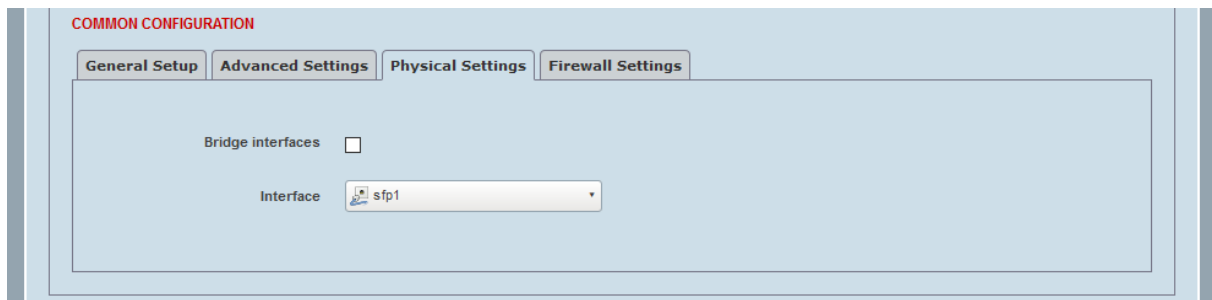 COMMON CONFIGURATION
General Setup Advanced Settings Physical Settings Firewall Settings
Bridge interfaces
Interface sfp1